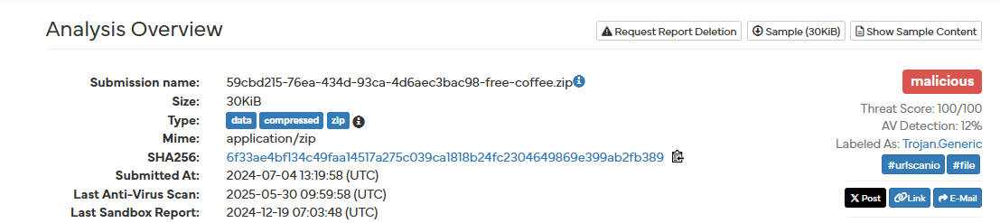 Analysis Overview
Request Report Deletion
Sample (30KiB)
Show Sample Content
Submission name: 59cbd215-76ea-434d-93ca-4d6aec3bac98-free-coffee.zip
Size: 30KiB
Type: data compressed zip
Mime: application/zip
SHA256: 6f33ae4bf134c49faa14517a275c039ca1818b24fc2304649869e399ab2fb389
Submitted At: 2024-07-04 13:19:58 (UTC)
Last Anti-Virus Scan: 2025-05-30 09:59:58 (UTC)
Last Sandbox Report: 2024-12-19 07:03:48 (UTC)
malicious
Threat Score: 100/100
AV Detection: 12%
Labeled As: Trojan.Generic
#urlscanio #file
X Post Link E-Mail